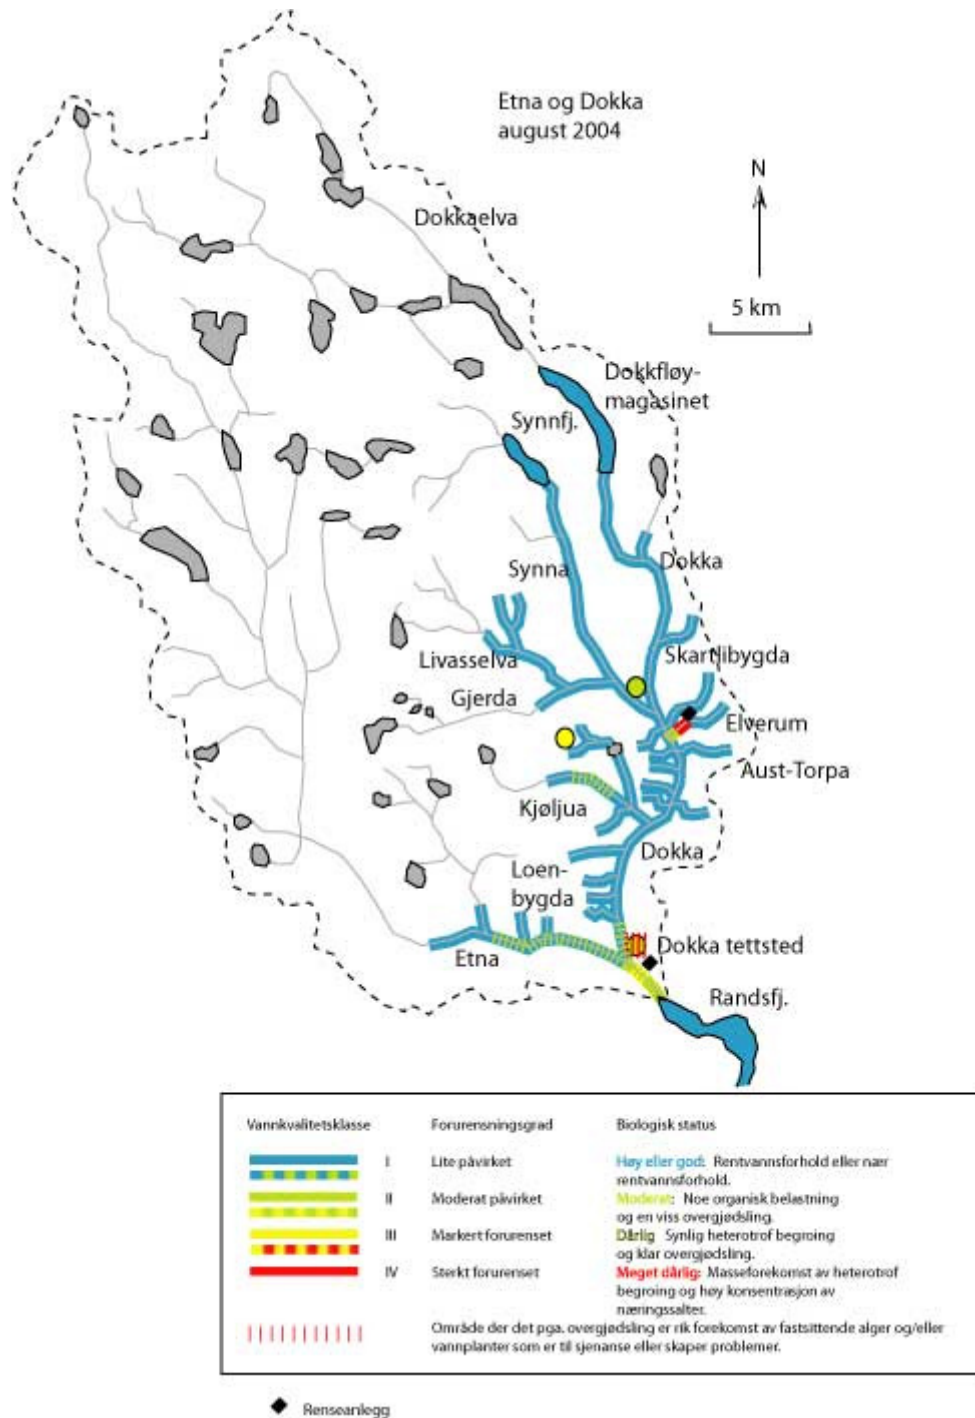 Etna og Dokka
august 2004
N
5 km
Dokkaelva
Dokkfløy-
magasinet
Synnfj.
Synna
Dokka
Livasselva
Skartlibygda
Gjerda
Elverum
Aust-Torpa
Kjøljua
Dokka
Loen-
bygda
Etna
Dokka tettsted
Randsfj.
Vannkvalitetsklasse Forurensningsgrad Biologisk status
I Lite påvirket Høy eller god: Rentvannsforhold eller nær
rentvannsforhold.
II Moderat påvirket Moderat: Noe organisk belastning
og en viss overgjødsling.
III Markert forurenset Dårlig Synlig heterotrof begroing
og klar overgjødsling.
IV Sterkt forurenset Meget dårlig: Masseforekomst av heterotrof
begroing og høy konsentrasjon av
næringssalter.
Område der det pga. overgjødsling er rik forekomst av fastsittende alger og/eller
vannplanter som er til sjenanse eller skaper problemer.
Renseanlegg